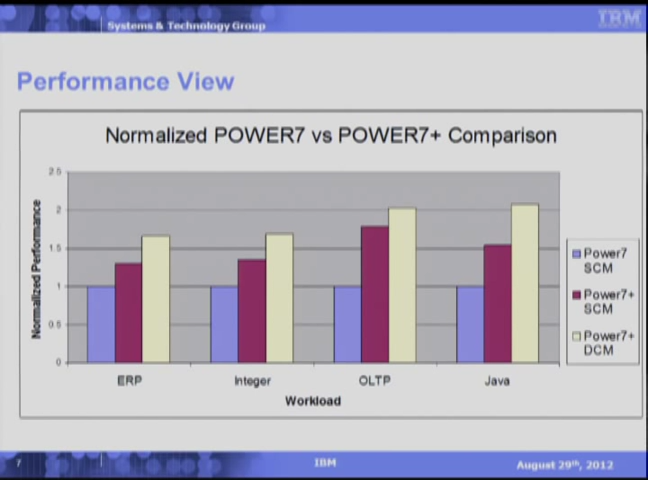 Systems & Technology Group
IBM
Performance View
Normalized POWER7 vs POWER7+ Comparison
Normalized Performance
2.5
2
1.5
1
0.5
0
ERP
Integer
OLTP
Java
Workload
Power7
SCM
Power7+
SCM
Power7+
DCM
7
IBM
August 29th, 2012